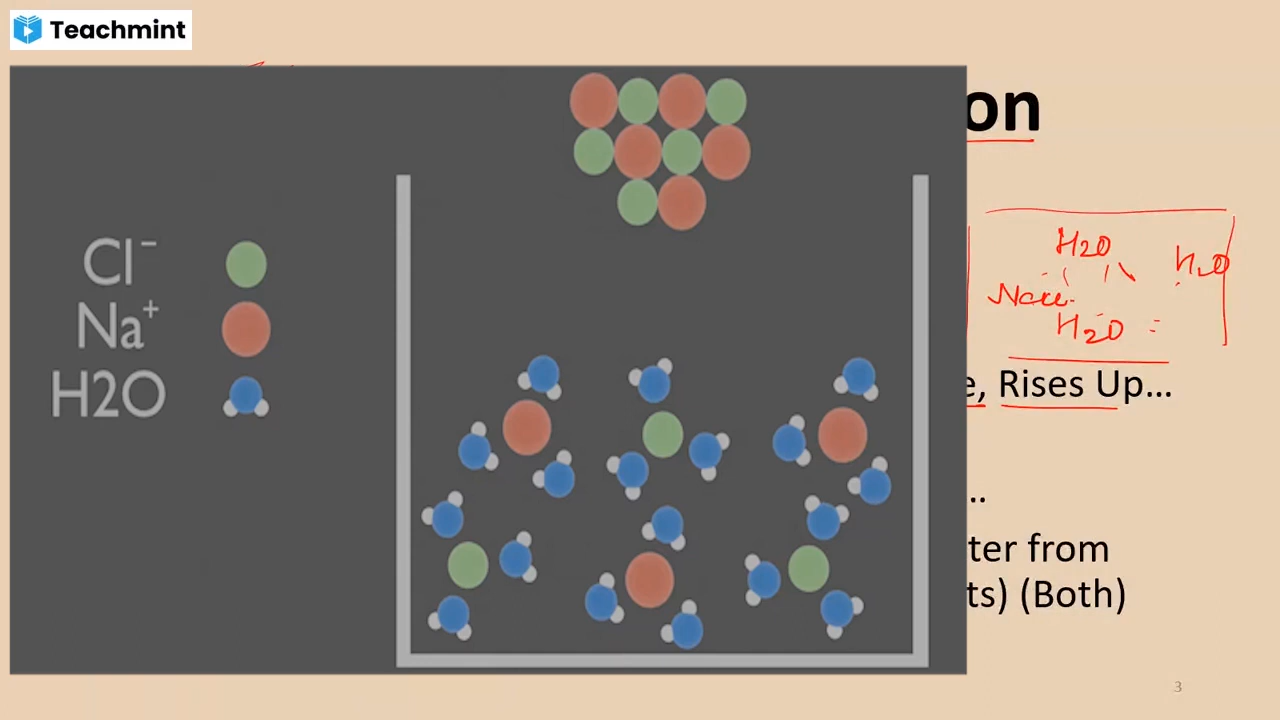 Teachmint
on
Cl⁻
Na⁺
H2O
H2O
H2O
H2O
e, Rises Up...
..
ter from
ts) (Both)
3